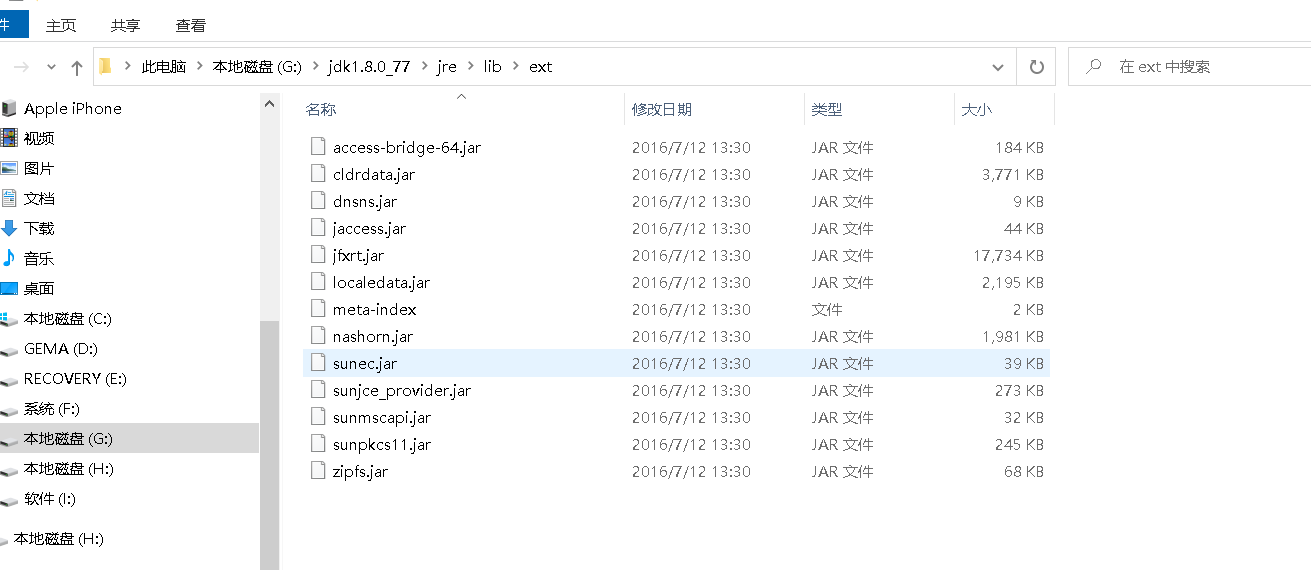 件 主页 共享 查看
此电脑 本地磁盘 (G:) jdk1.8.0_77 jre lib ext 在 ext 中搜索
Apple iPhone
视频
图片
文档
下载
音乐
桌面
本地磁盘 (C:)
GEMA (D:)
RECOVERY (E:)
系统 (F:)
本地磁盘 (G:)
本地磁盘 (H:)
软件 (I:)
本地磁盘 (H:)
名称 修改日期 类型 大小
access-bridge-64.jar 2016/7/12 13:30 JAR 文件 184 KB
cldrdata.jar 2016/7/12 13:30 JAR 文件 3,771 KB
dnsns.jar 2016/7/12 13:30 JAR 文件 9 KB
jaccess.jar 2016/7/12 13:30 JAR 文件 44 KB
jfxrt.jar 2016/7/12 13:30 JAR 文件 17,734 KB
localedata.jar 2016/7/12 13:30 JAR 文件 2,195 KB
meta-index 2016/7/12 13:30 文件 2 KB
nashorn.jar 2016/7/12 13:30 JAR 文件 1,981 KB
sunec.jar 2016/7/12 13:30 JAR 文件 39 KB
sunjce_provider.jar 2016/7/12 13:30 JAR 文件 273 KB
sunmscapi.jar 2016/7/12 13:30 JAR 文件 32 KB
sunpkcs11.jar 2016/7/12 13:30 JAR 文件 245 KB
zipfs.jar 2016/7/12 13:30 JAR 文件 68 KB